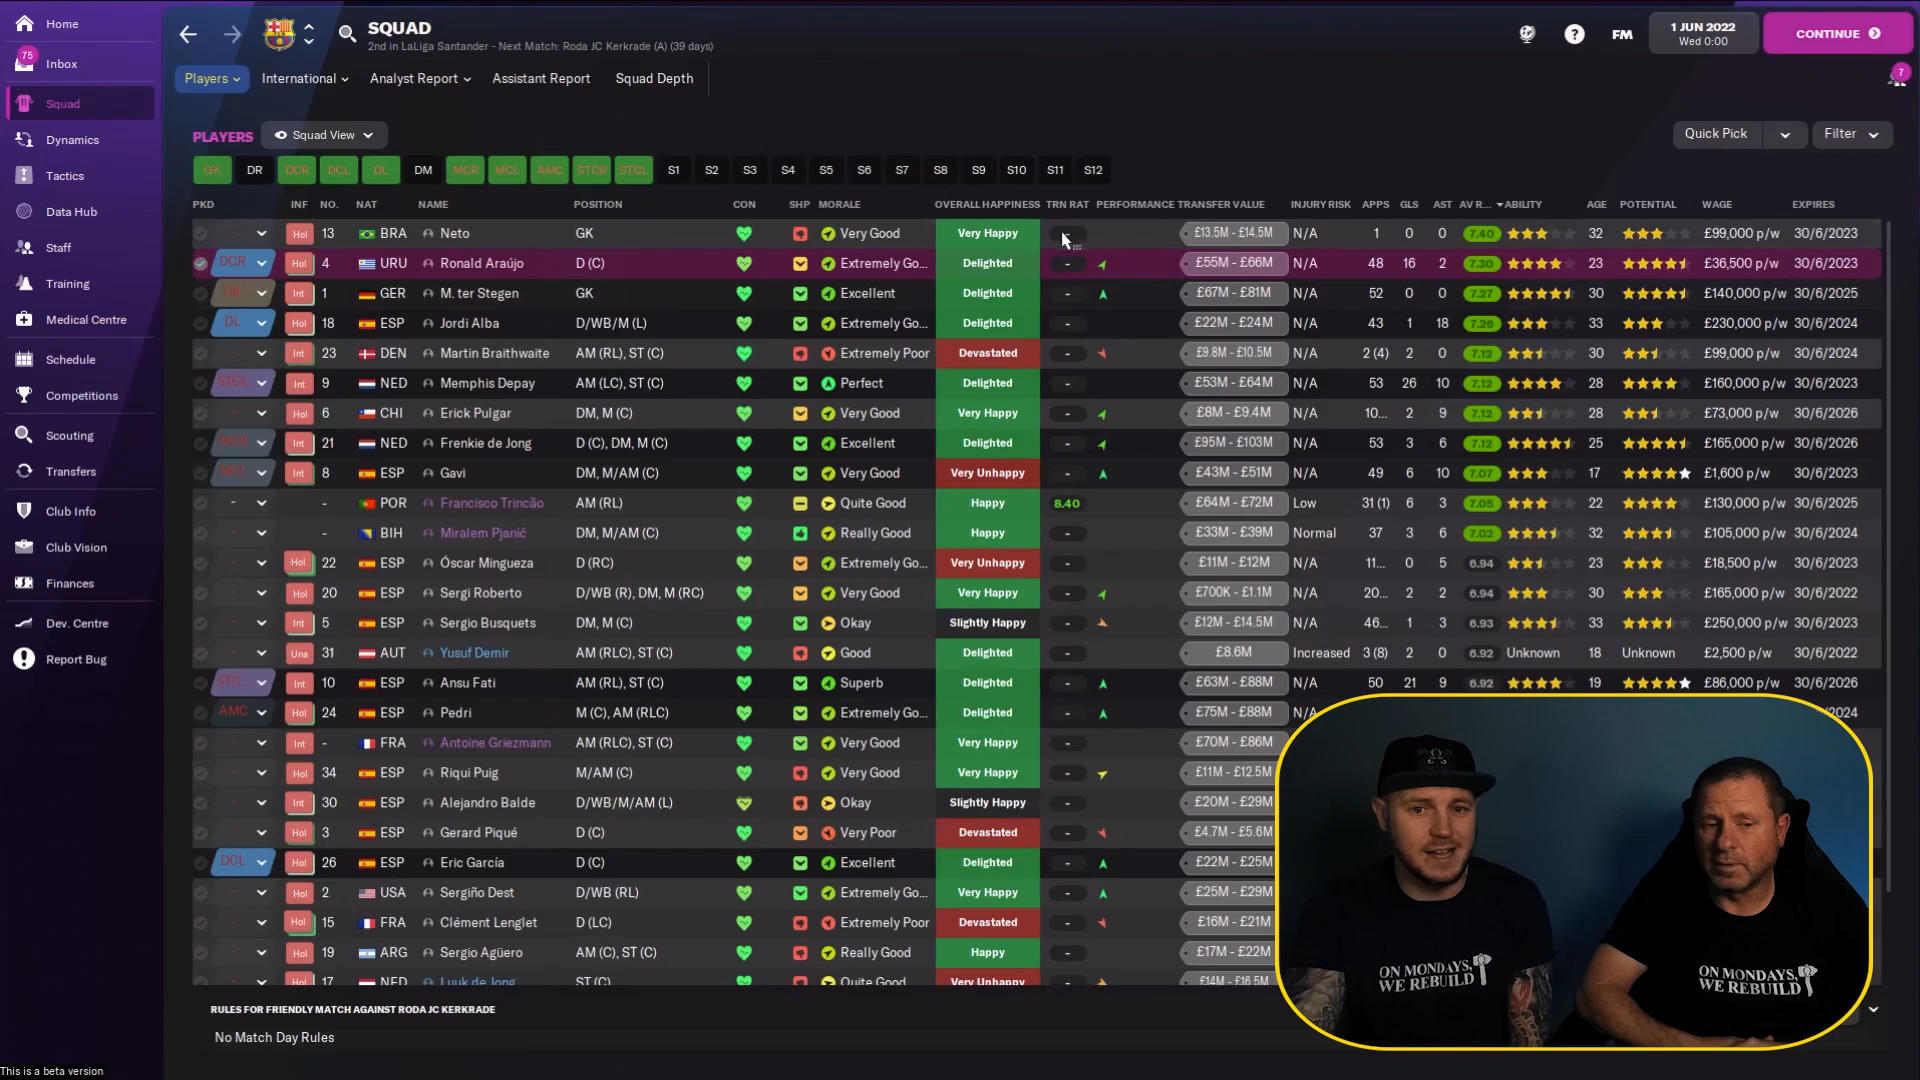 Home
SQUAD
2nd in LaLiga Santander - Next Match: Roda JC Kerkrade (A) (39 days)
FM
1 JUN 2022
Wed 0:00
CONTINUE
75
Inbox
Players International Analyst Report Assistant Report Squad Depth
7
Squad
Dynamics
Tactics
Data Hub
Staff
Training
Medical Centre
Schedule
Competitions
Scouting
Transfers
Club Info
Club Vision
Finances
Dev. Centre
Report Bug
PLAYERS Squad View Quick Pick Filter
GK DR DCR DCL DL DM MCR MCL AMC STCR STCL S1 S2 S3 S4 S5 S6 S7 S8 S9 S10 S11 S12
PKD INF NO. NAT NAME POSITION CON SHP MORALE OVERALL HAPPINESS TRN RAT PERFORMANCE TRANSFER VALUE INJURY RISK APPS GLS AST AV R... ABILITY AGE POTENTIAL WAGE EXPIRES
- Hol 13 BRA Neto GK Very Good Very Happy £13.5M - £14.5M N/A 1 0 0 7.40 32 £99,000 p/w 30/6/2023
DCR Hol 4 URU Ronald Araújo D (C) Extremely Go... Delighted - £55M - £66M N/A 48 16 2 7.30 23 £36,500 p/w 30/6/2023
GK Int 1 GER M. ter Stegen GK Excellent Delighted - £67M - £81M N/A 52 0 0 7.27 30 £140,000 p/w 30/6/2025
DL Hol 18 ESP Jordi Alba D/WB/M (L) Extremely Go... Delighted - £22M - £24M N/A 43 1 18 7.26 33 £230,000 p/w 30/6/2024
- Int 23 DEN Martin Braithwaite AM (RL), ST (C) Extremely Poor Devastated - £9.8M - £10.5M N/A 2 (4) 2 0 7.12 30 £99,000 p/w 30/6/2024
STCL Int 9 NED Memphis Depay AM (LC), ST (C) Perfect Delighted - £53M - £64M N/A 53 26 10 7.12 28 £160,000 p/w 30/6/2023
- Hol 6 CHI Erick Pulgar DM, M (C) Very Good Very Happy - £8M - £9.4M N/A 10... 2 9 7.12 28 £73,000 p/w 30/6/2026
MCR Int 21 NED Frenkie de Jong D (C), DM, M (C) Excellent Delighted - £95M - £103M N/A 53 3 6 7.12 25 £165,000 p/w 30/6/2026
MCL Int 8 ESP Gavi DM, M/AM (C) Very Good Very Unhappy - £43M - £51M N/A 49 6 10 7.07 17 £1,600 p/w 30/6/2023
- - POR Francisco Trincão AM (RL) Quite Good Happy 8.40 £64M - £72M Low 31 (1) 6 3 7.05 22 £130,000 p/w 30/6/2025
- - BIH Miralem Pjanić DM, M/AM (C) Really Good Happy - £33M - £39M Normal 37 3 6 7.02 32 £105,000 p/w 30/6/2024
- Hol 22 ESP Óscar Mingueza D (RC) Extremely Go... Very Unhappy - £11M - £12M N/A 11... 0 5 6.94 23 £18,500 p/w 30/6/2023
- Hol 20 ESP Sergi Roberto D/WB (R), DM, M (RC) Very Good Very Happy - £700K - £1.1M N/A 20... 2 2 6.94 30 £165,000 p/w 30/6/2022
- Int 5 ESP Sergio Busquets DM, M (C) Okay Slightly Happy - £12M - £14.5M N/A 46... 1 3 6.93 33 £250,000 p/w 30/6/2023
- Una 31 AUT Yusuf Demir AM (RLC), ST (C) Good Delighted - £8.6M Increased 3 (8) 2 0 6.92 Unknown 18 Unknown £2,500 p/w 30/6/2022
STC... Int 10 ESP Ansu Fati AM (RL), ST (C) Superb Delighted - £63M - £88M N/A 50 21 9 6.92 19 £86,000 p/w 30/6/2026
AMC Hol 24 ESP Pedri M (C), AM (RLC) Extremely Go... Delighted - £75M - £88M N/ 2024
- Int - FRA Antoine Griezmann AM (RLC), ST (C) Very Good Very Happy - £70M - £86M
- Hol 34 ESP Riqui Puig M/AM (C) Very Good Very Happy - £11M - £12.5M
- Int 30 ESP Alejandro Balde D/WB/M/AM (L) Okay Slightly Happy - £20M - £29M
- Hol 3 ESP Gerard Piqué D (C) Very Poor Devastated - £4.7M - £5.6M
DCL Hol 26 ESP Eric García D (C) Excellent Delighted - £22M - £25M
- Hol 2 USA Sergiño Dest D/WB (RL) Extremely Go... Very Happy - £25M - £29M
- Hol 15 FRA Clément Lenglet D (LC) Extremely Poor Devastated - £16M - £21M
- Hol 19 ARG Sergio Agüero AM (C), ST (C) Really Good Happy - £17M - £22M
Hol 17 NED Luuk de Jong ST (C) Quite Good Very Unhappy £14M - £16.5M
RULES FOR FRIENDLY MATCH AGAINST RODA JC KERKRADE
No Match Day Rules
This is a beta version
ON MONDAYS,
WE REBUILD
ON MONDAYS,
WE REBUILD